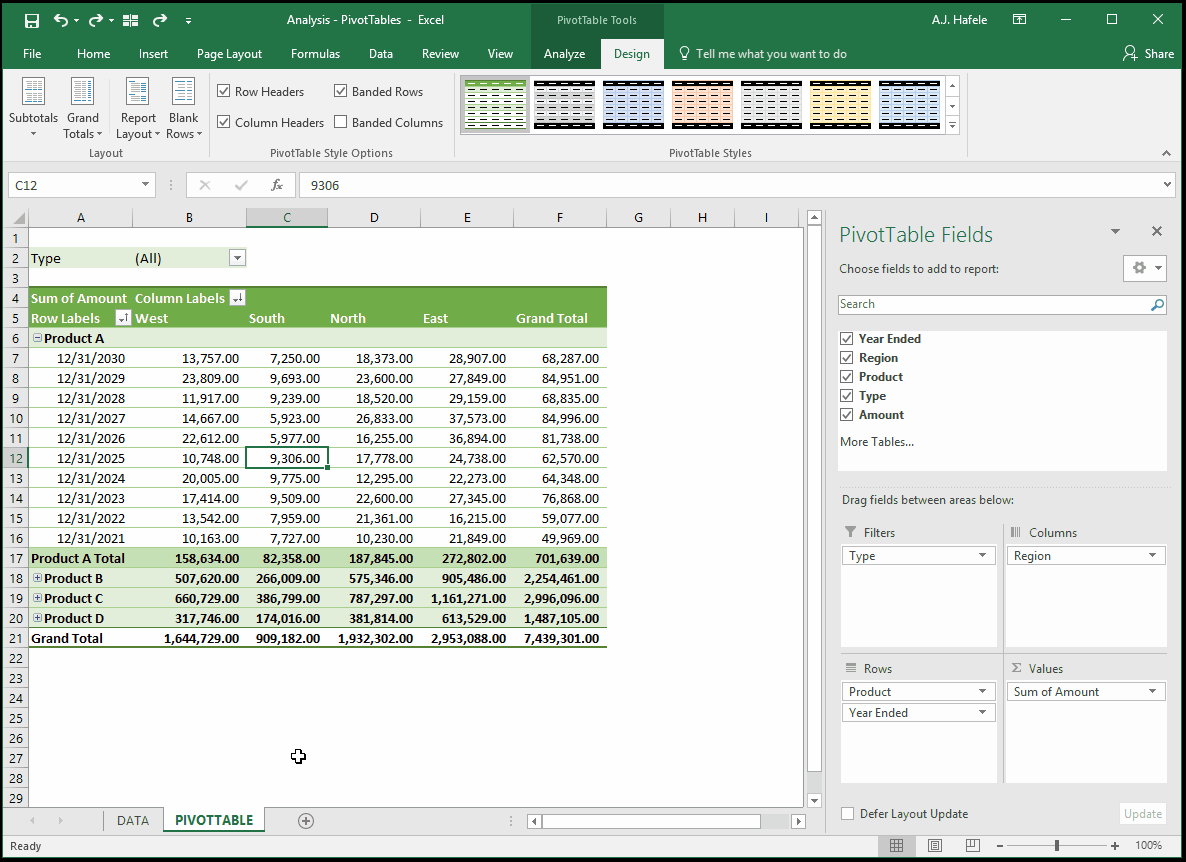 Analysis - PivotTables - Excel
PivotTable Tools
A.J. Hafele
File Home Insert Page Layout Formulas Data Review View Analyze Design Tell me what you want to do Share
Subtotals
Grand Totals
Report Layout
Blank Rows
Row Headers
Banded Rows
Column Headers
Banded Columns
Layout
PivotTable Style Options
PivotTable Styles
C12
fx
9306
A B C D E F G H I
1
2 Type (All)
3
4 Sum of Amount Column Labels
5 Row Labels West South North East Grand Total
6 Product A
7 12/31/2030 13,757.00 7,250.00 18,373.00 28,907.00 68,287.00
8 12/31/2029 23,809.00 9,693.00 23,600.00 27,849.00 84,951.00
9 12/31/2028 11,917.00 9,239.00 18,520.00 29,159.00 68,835.00
10 12/31/2027 14,667.00 5,923.00 26,833.00 37,573.00 84,996.00
11 12/31/2026 22,612.00 5,977.00 16,255.00 36,894.00 81,738.00
12 12/31/2025 10,748.00 9,306.00 17,778.00 24,738.00 62,570.00
13 12/31/2024 20,005.00 9,775.00 12,295.00 22,273.00 64,348.00
14 12/31/2023 17,414.00 9,509.00 22,600.00 27,345.00 76,868.00
15 12/31/2022 13,542.00 7,959.00 21,361.00 16,215.00 59,077.00
16 12/31/2021 10,163.00 7,727.00 10,230.00 21,849.00 49,969.00
17 Product A Total 158,634.00 82,358.00 187,845.00 272,802.00 701,639.00
18 Product B 507,620.00 266,009.00 575,346.00 905,486.00 2,254,461.00
19 Product C 660,729.00 386,799.00 787,297.00 1,161,271.00 2,996,096.00
20 Product D 317,746.00 174,016.00 381,814.00 613,529.00 1,487,105.00
21 Grand Total 1,644,729.00 909,182.00 1,932,302.00 2,953,088.00 7,439,301.00
22
23
24
25
26
27
28
29
PivotTable Fields
Choose fields to add to report:
Search
Year Ended
Region
Product
Type
Amount
More Tables...
Drag fields between areas below:
Filters
Type
Columns
Region
Rows
Product
Year Ended
Σ Values
Sum of Amount
Defer Layout Update
Update
DATA PIVOTTABLE
Ready
100%